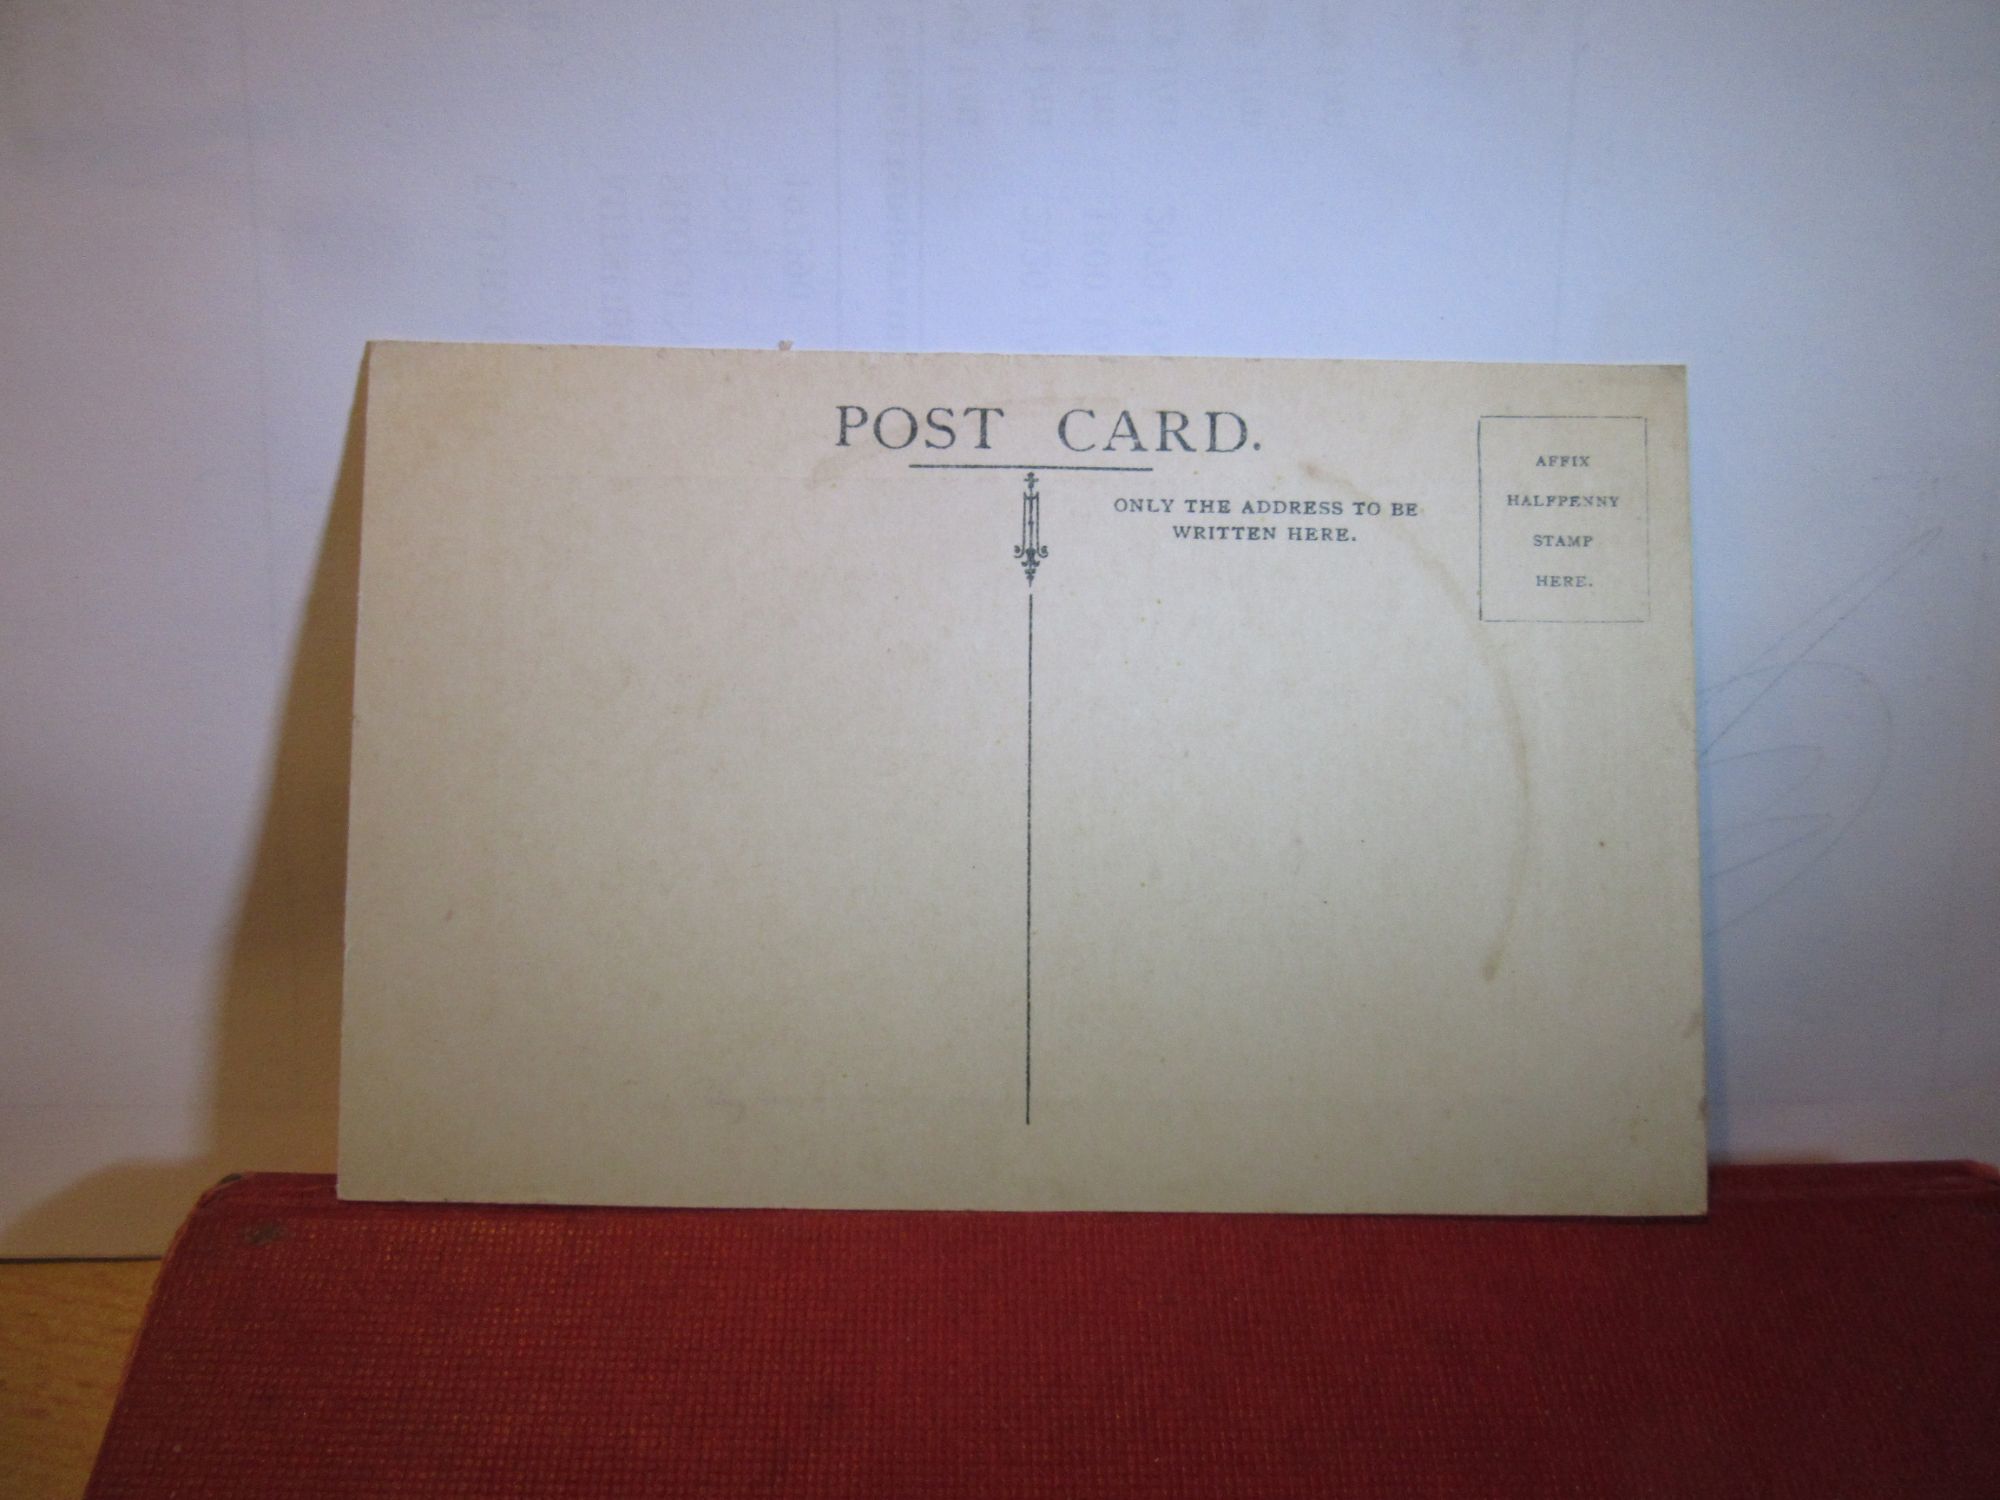 POST CARD.
ONLY THE ADDRESS TO BE
WRITTEN HERE.
AFFIX
HALFPENNY
STAMP
HERE.